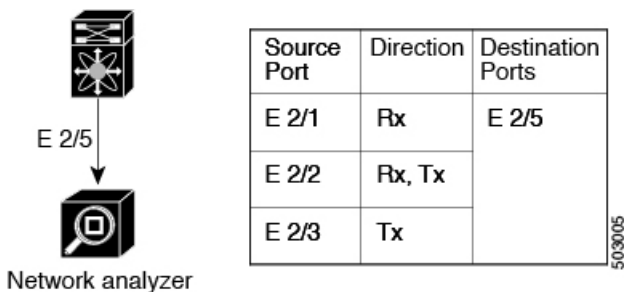 E 2/5
Network analyzer
Source Port Direction Destination Ports
E 2/1 Rx E 2/5
E 2/2 Rx, Tx
E 2/3 Tx
503005